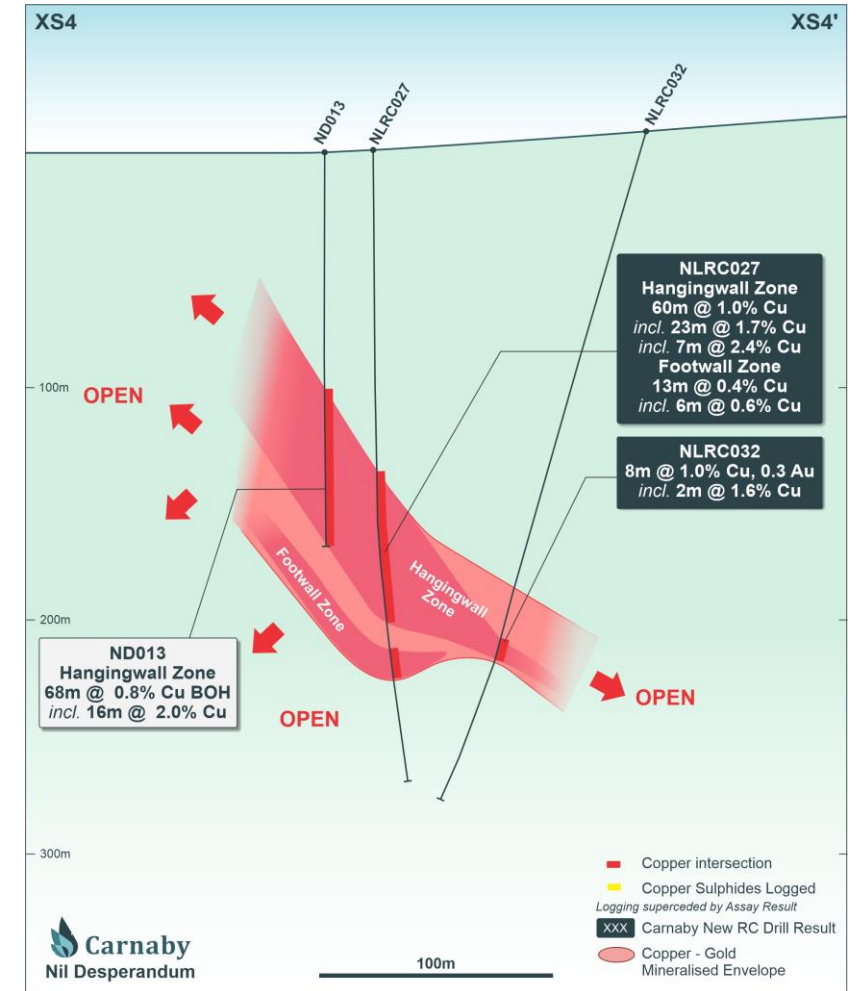 XS4
XS4'
ND013
NLRC027
NLRC032
NLRC027
Hangingwall Zone
60m @ 1.0% Cu
incl. 23m @ 1.7% Cu
incl. 7m @ 2.4% Cu
Footwall Zone
13m @ 0.4% Cu
incl. 6m @ 0.6% Cu
100m
OPEN
NLRC032
8m @ 1.0% Cu, 0.3 Au
incl. 2m @ 1.6% Cu
Footwall Zone
Hangingwall
Zone
200m
ND013
Hangingwall Zone
68m @ 0.8% Cu BOH
incl. 16m @ 2.0% Cu
OPEN
OPEN
300m
Copper intersection
Copper Sulphides Logged
Logging superceded by Assay Result
XXX Carnaby New RC Drill Result
Copper - Gold
Mineralised Envelope
Carnaby
Nil Desperandum
100m